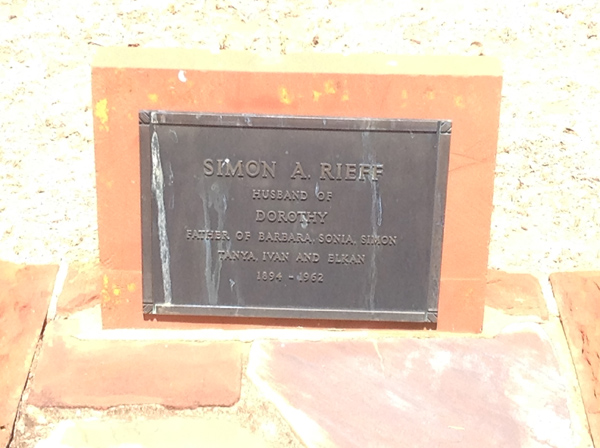 SIMON A. RIEFF
HUSBAND OF
DOROTHY
FATHER OF BARBARA, SONIA, SIMON
TANYA, IVAN AND ELKAN
1894 - 1962